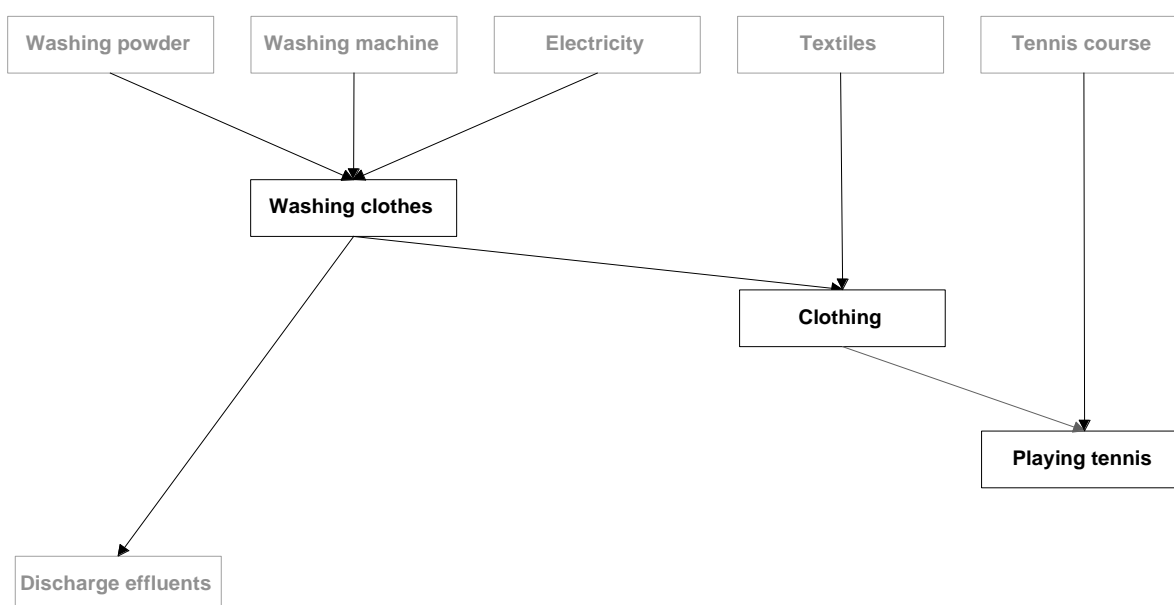 Washing powder
Washing machine
Electricity
Textiles
Tennis course
Washing clothes
Clothing
Playing tennis
Discharge effluents